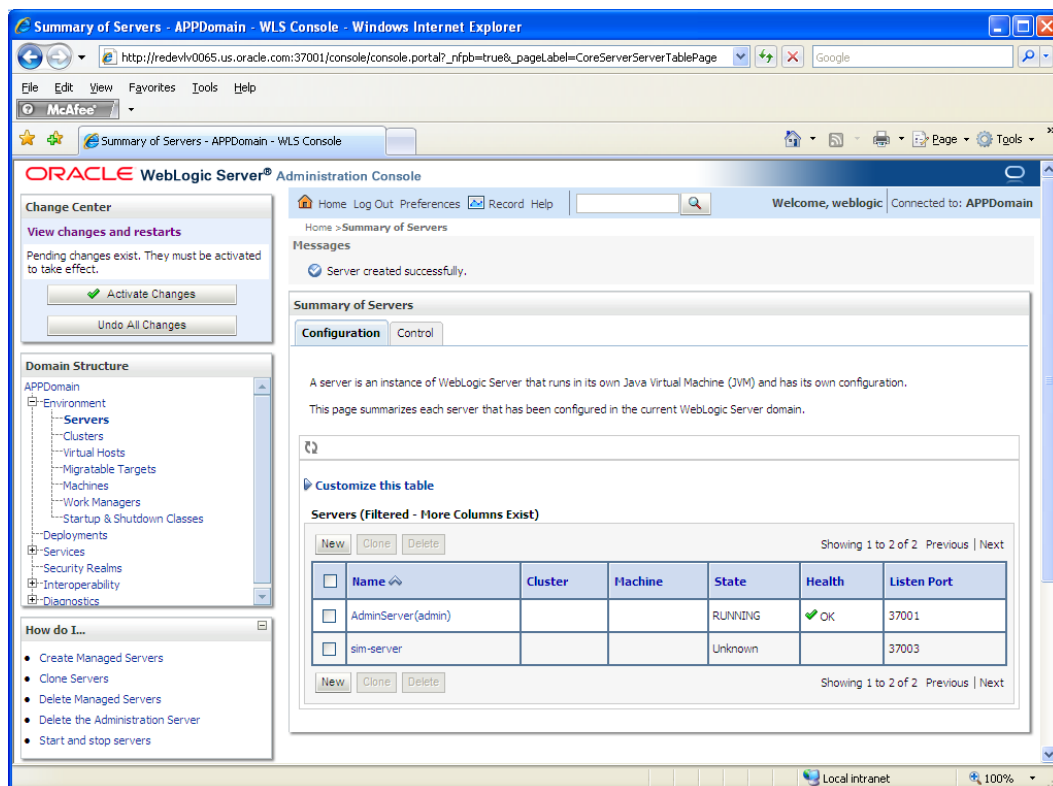 Summary of Servers - APPDomain - WLS Console - Windows Internet Explorer
http://redevlv0065.us.oracle.com:37001/console/console.portal?_nfpb=true&_pageLabel=CoreServerServerTablePage
Google
File Edit View Favorites Tools Help
McAfee
Summary of Servers - APPDomain - WLS Console
Page Tools
ORACLE WebLogic Server® Administration Console
Change Center
View changes and restarts
Pending changes exist. They must be activated
to take effect.
Activate Changes
Undo All Changes
Domain Structure
APPDomain
Environment
Servers
Clusters
Virtual Hosts
Migratable Targets
Machines
Work Managers
Startup & Shutdown Classes
Deployments
Services
Security Realms
Interoperability
Diagnostics
How do I...
Create Managed Servers
Clone Servers
Delete Managed Servers
Delete the Administration Server
Start and stop servers
Home Log Out Preferences Record Help
Welcome, weblogic Connected to: APPDomain
Home >Summary of Servers
Messages
Server created successfully.
Summary of Servers
Configuration Control
A server is an instance of WebLogic Server that runs in its own Java Virtual Machine (JVM) and has its own configuration.
This page summarizes each server that has been configured in the current WebLogic Server domain.
Customize this table
Servers (Filtered - More Columns Exist)
New Clone Delete Showing 1 to 2 of 2 Previous | Next
Name Cluster Machine State Health Listen Port
AdminServer(admin) RUNNING OK 37001
sim-server Unknown 37003
New Clone Delete Showing 1 to 2 of 2 Previous | Next
Local intranet 100%